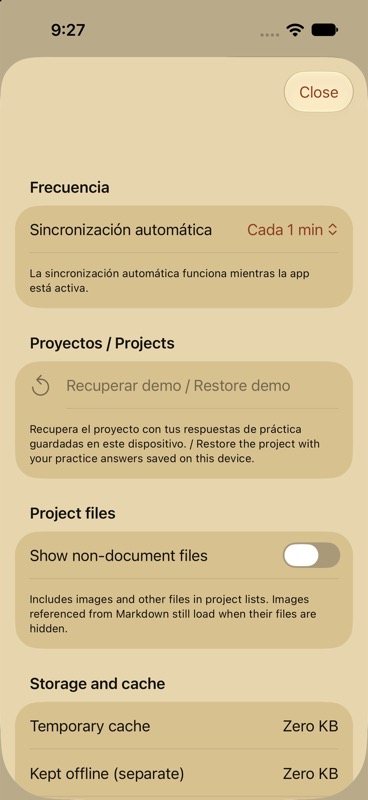 9:27
Close
Frecuencia
Sincronización automática
Cada 1 min
La sincronización automática funciona mientras la app
está activa.
Proyectos / Projects
Recuperar demo / Restore demo
Recupera el proyecto con tus respuestas de práctica
guardadas en este dispositivo. / Restore the project with
your practice answers saved on this device.
Project files
Show non-document files
Includes images and other files in project lists. Images
referenced from Markdown still load when their files are
hidden.
Storage and cache
Temporary cache
Zero KB
Kept offline (separate)
Zero KB